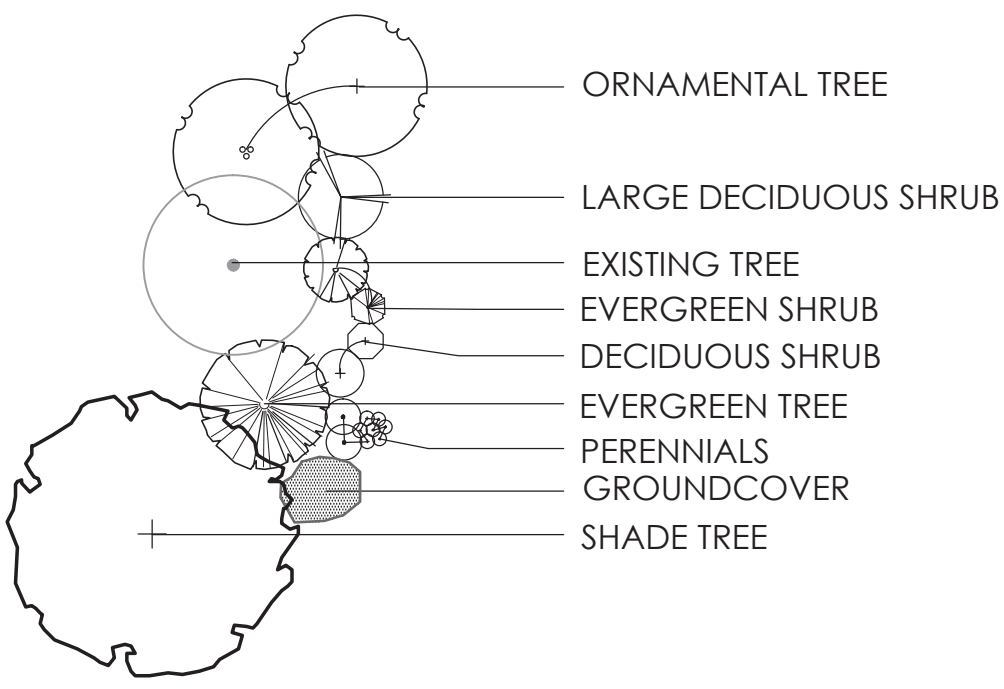 ORNAMENTAL TREE
LARGE DECIDUOUS SHRUB
EXISTING TREE
EVERGREEN SHRUB
DECIDUOUS SHRUB
EVERGREEN TREE
PERENNIALS
GROUNDCOVER
SHADE TREE